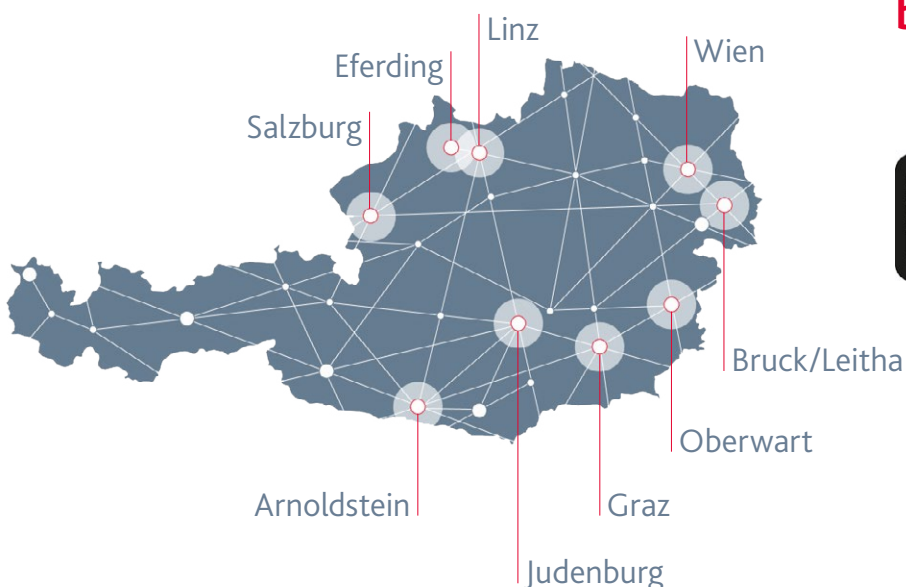 Linz
Eferding
Wien
Salzburg
Bruck/Leitha
Oberwart
Arnoldstein
Graz
Judenburg